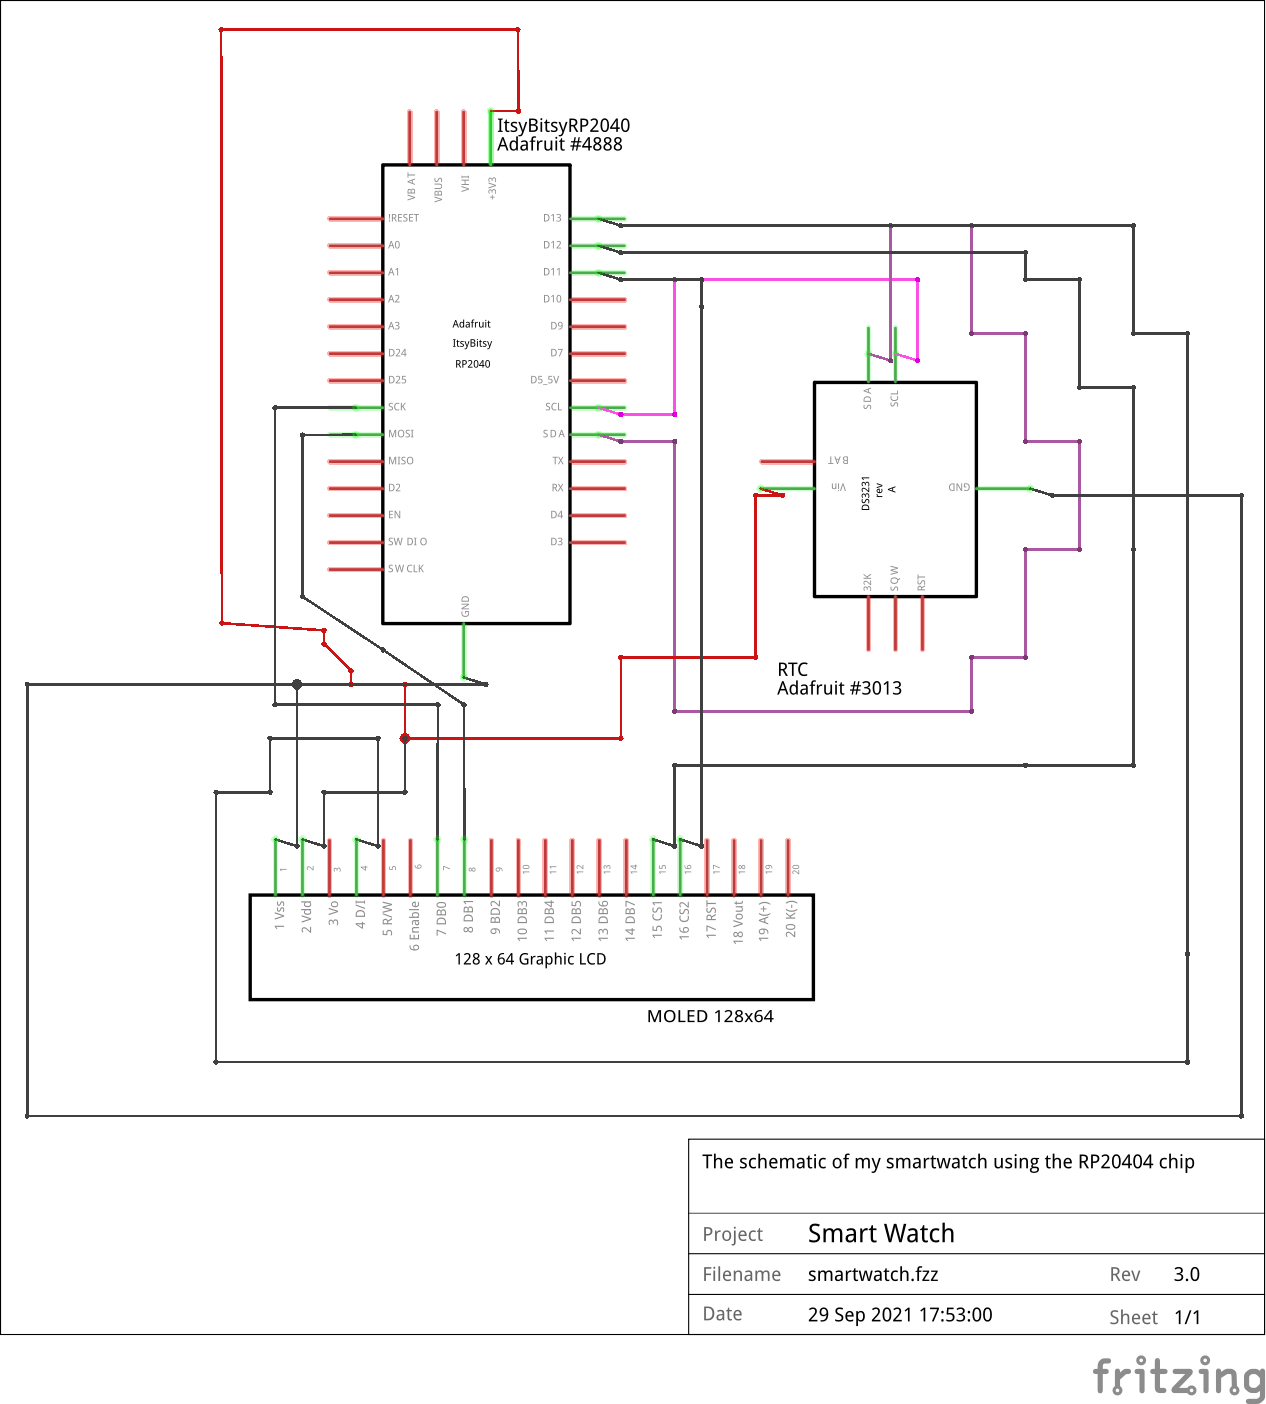 ItsyBitsyRP2040
Adafruit #4888
VBAT
VBUS
VHI
+3V3
!RESET
A0
A1
A2
A3
D24
D25
SCK
MOSI
MISO
D2
EN
SWDIO
SWCLK
Adafruit
ItsyBitsy
RP2040
D13
D12
D11
D10
D9
D7
D5_5V
SCL
SDA
TX
RX
D4
D3
GND
SDA
SCL
BAT
Vin
DS3231
rev
A
GND
32K
SQW
RST
RTC
Adafruit #3013
1
2
3
4
5
6
7
8
9
10
11
12
13
14
15
16
17
18
19
20
1 Vss
2 Vdd
3 Vo
4 D/I
5 R/W
6 Enable
7 DB0
8 DB1
9 BD2
10 DB3
11 DB4
12 DB5
13 DB6
14 DB7
15 CS1
16 CS2
17 RST
18 Vout
19 A(+)
20 K(-)
128 x 64 Graphic LCD
MOLED 128x64
The schematic of my smartwatch using the RP20404 chip
Project Smart Watch
Filename smartwatch.fzz Rev 3.0
Date 29 Sep 2021 17:53:00 Sheet 1/1
fritzing